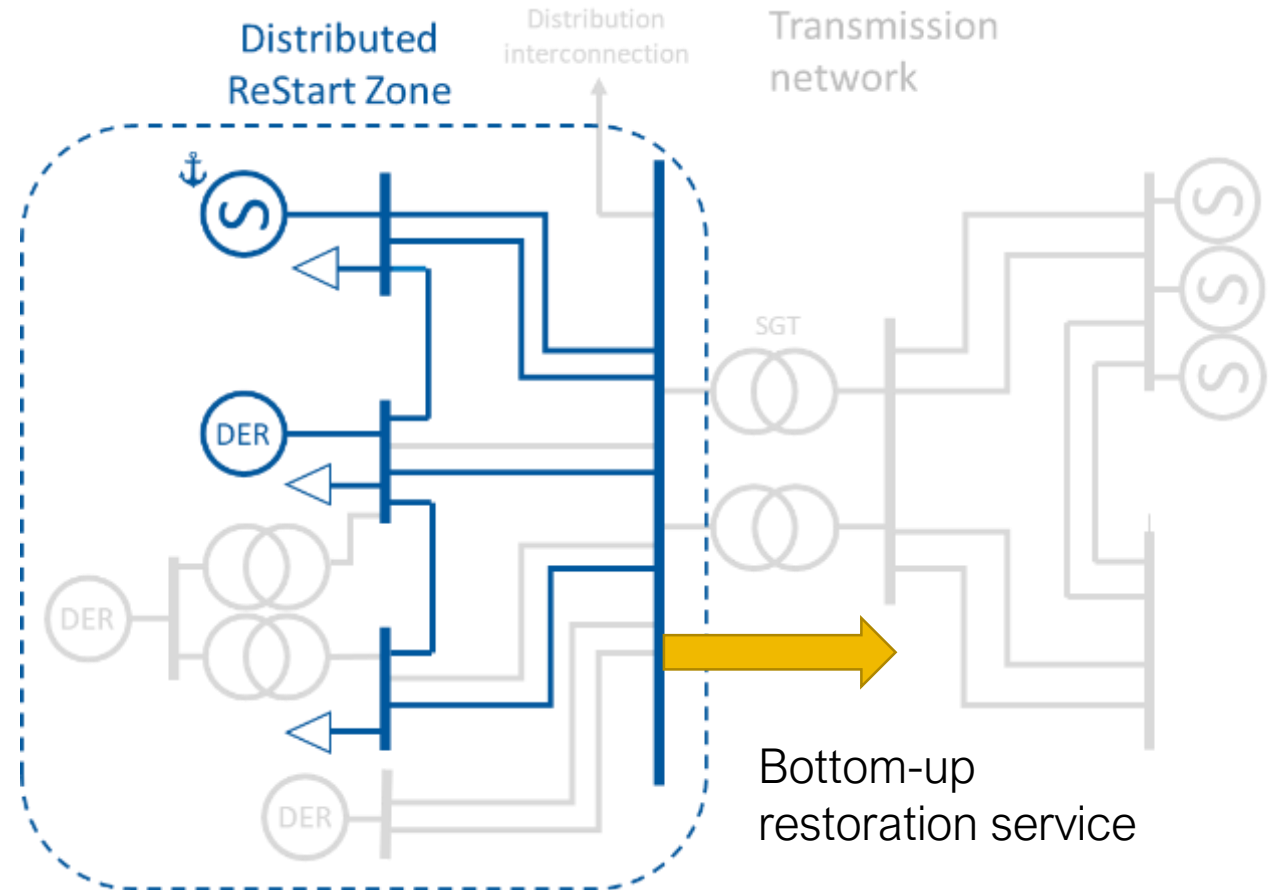 Distribution
interconnection
Transmission
network
Distributed
ReStart Zone
S
S
S
S
SGT
DER
DER
DER
Bottom-up
restoration service